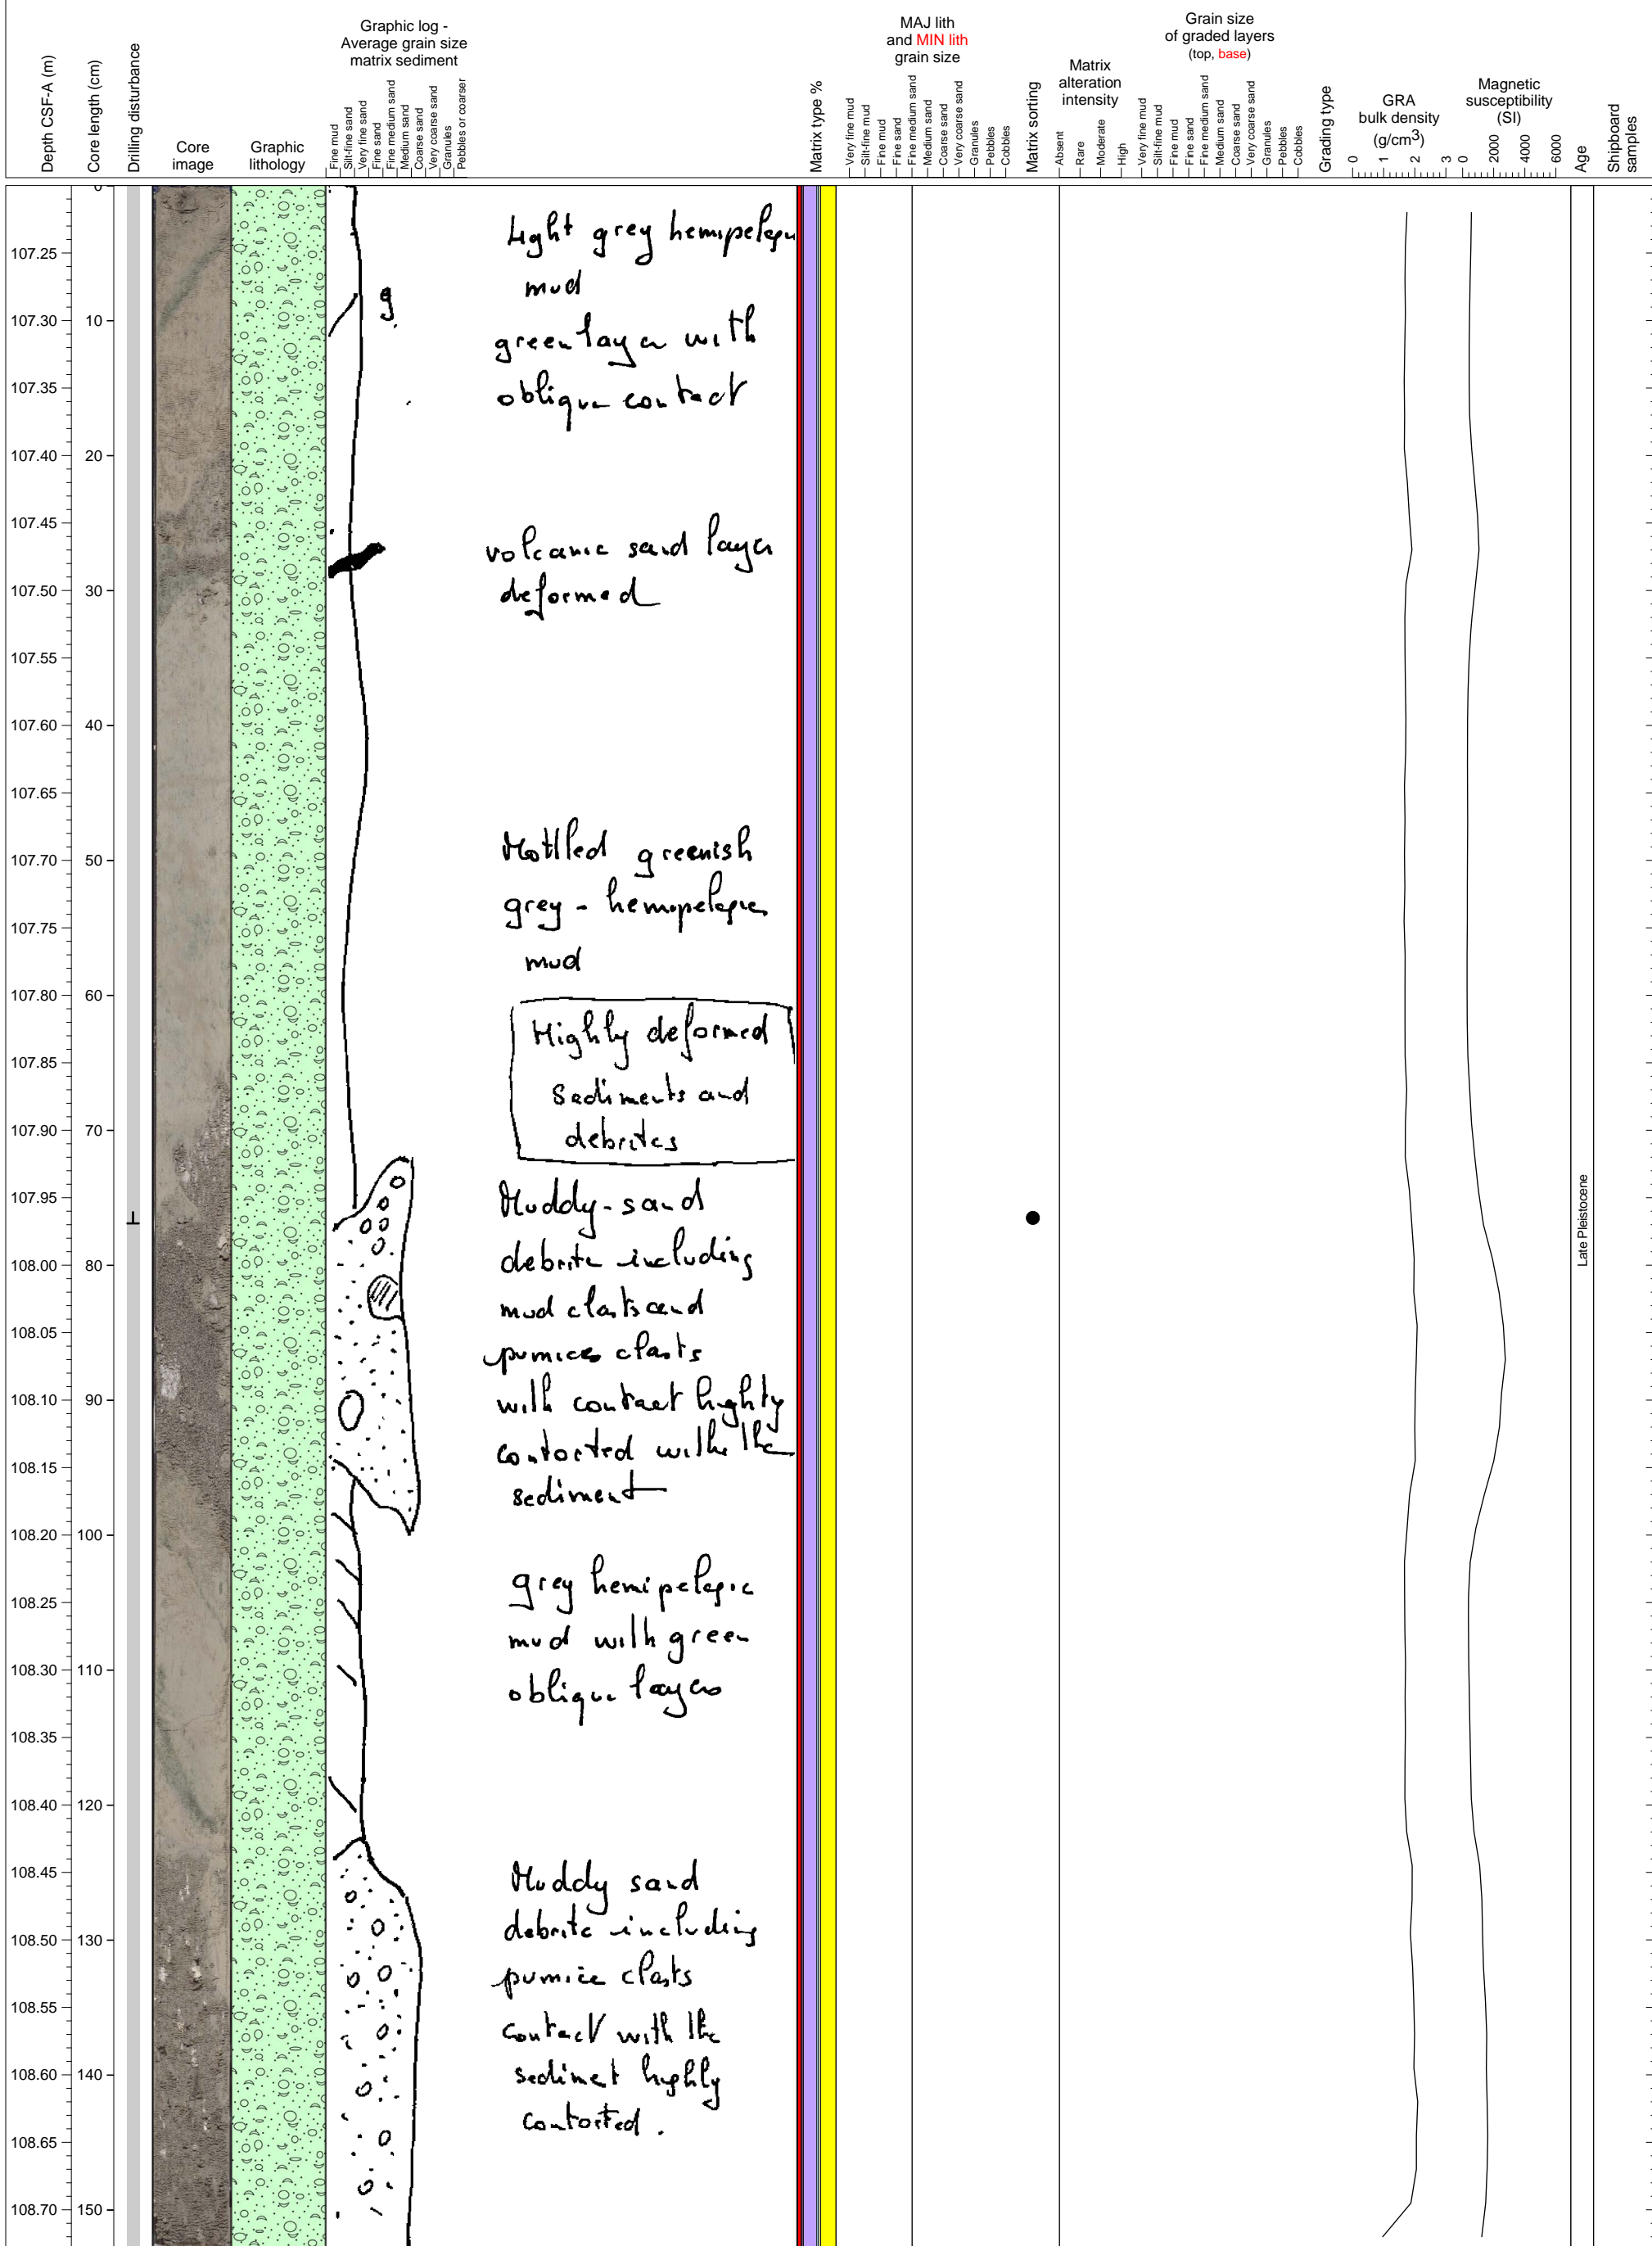 Graphic log -
Average grain size
matrix sediment
MAJ lith
and MIN lith
grain size
Grain size
of graded layers
(top, base)
Matrix
alteration
intensity
GRA
bulk density
(g/cm3)
Magnetic
susceptibility
(SI)
Depth CSF-A (m)
Core length (cm)
Drilling disturbance
Core
image
Graphic
lithology
Fine mud
Silt-fine sand
Very fine sand
Fine sand
Fine medium sand
Medium sand
Coarse sand
Very coarse sand
Granules
Pebbles or coarser
Matrix type %
Very fine mud
Silt-fine mud
Fine mud
Fine sand
Fine medium sand
Medium sand
Coarse sand
Very coarse sand
Granules
Pebbles
Cobbles
Matrix sorting
Absent
Rare
Moderate
High
Very fine mud
Silt-fine mud
Fine mud
Fine sand
Fine medium sand
Medium sand
Coarse sand
Very coarse sand
Granules
Pebbles
Cobbles
Grading type
0 1 2 3
0 2000 4000 6000
Age
Shipboard
samples
0
107.25
107.30 10
107.35
107.40 20
107.45
107.50 30
107.55
107.60 40
107.65
107.70 50
107.75
107.80 60
107.85
107.90 70
107.95
108.00 80
108.05
108.10 90
108.15
108.20 100
108.25
108.30 110
108.35
108.40 120
108.45
108.50 130
108.55
108.60 140
108.65
108.70 150
Light grey hemipelagi
mud
g
green layer with
oblique contact
volcanic sand layer
deformed
Mottled greenish
grey - hemipelagic
mud
Highly deformed
Sediments and
debrites
Muddy-sand
debrite including
mud clasts and
pumices clasts
with contact highly
contorted with the
sediment
grey hemipelagic
mud with green
oblique layers
Muddy sand
debrite including
pumice clasts
contact with the
sedimet highly
contorted .
Late Pleistocene